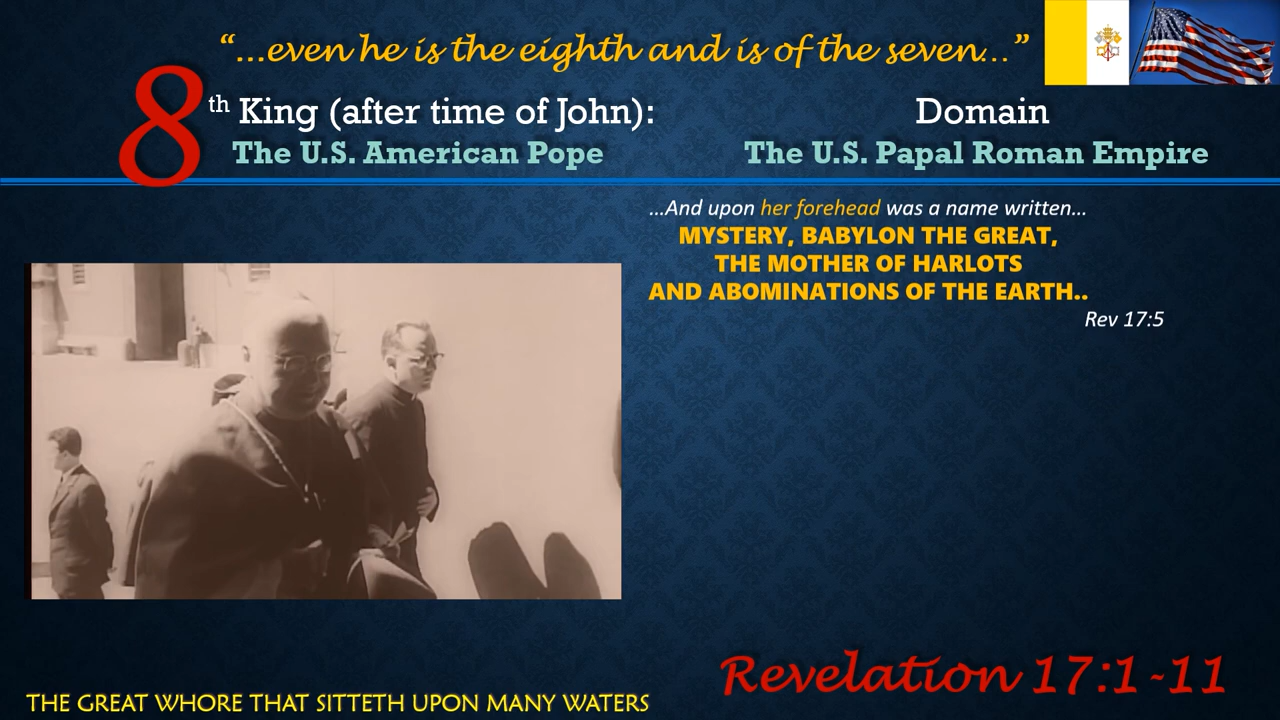 “...even he is the eighth and is of the seven...”
8th King (after time of John):
The U.S. American Pope
Domain
The U.S. Papal Roman Empire
...And upon her forehead was a name written...
MYSTERY, BABYLON THE GREAT,
THE MOTHER OF HARLOTS
AND ABOMINATIONS OF THE EARTH..
Rev 17:5
Revelation 17:1-11
THE GREAT WHORE THAT SITTETH UPON MANY WATERS